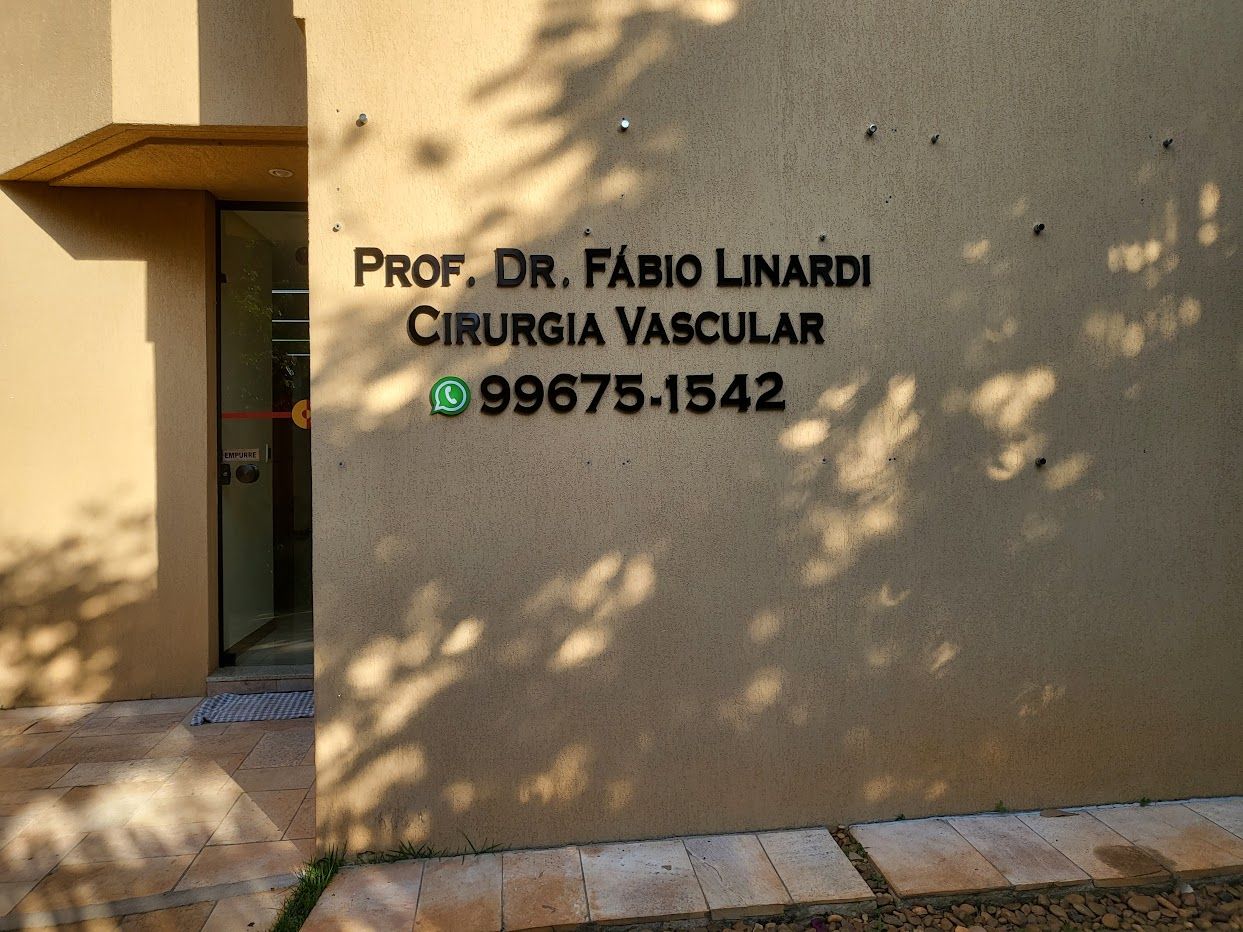 PROF. DR. FÁBIO LINARDI
CIRURGIA VASCULAR
99675-1542
EMPURRE